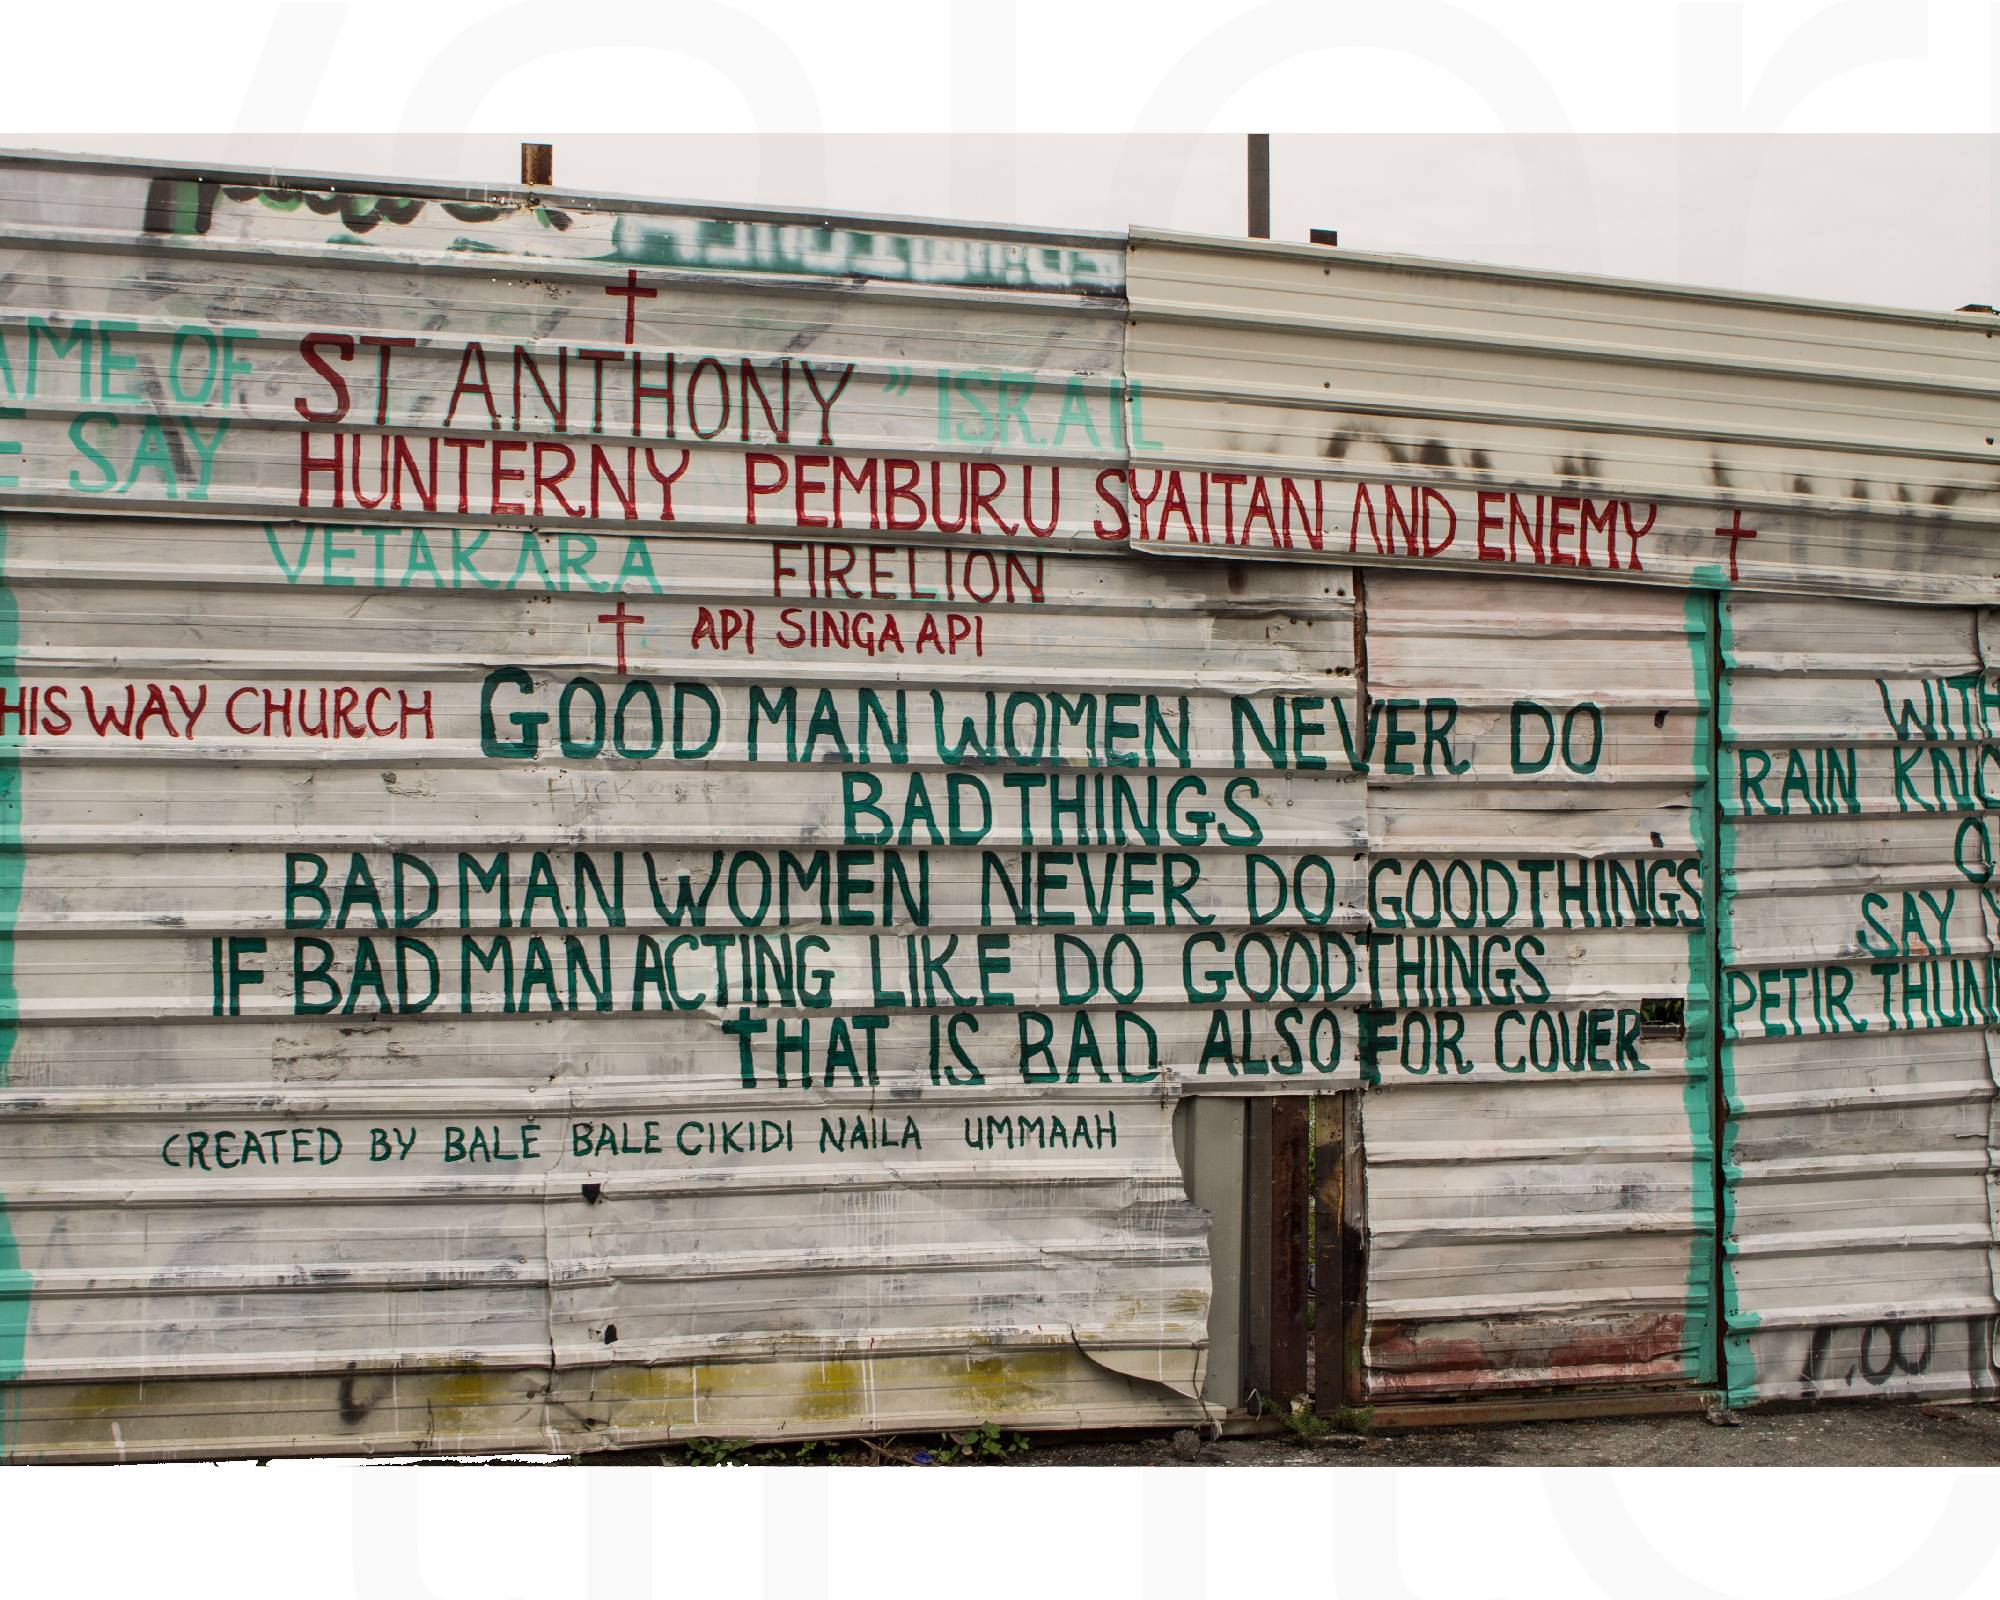 AME OF ST ANTHONY " ISRAIL
E SAY HUNTERNY PEMBURU SYAITAN AND ENEMY
VETAKARA FIRELION
API SINGA API
HIS WAY CHURCH GOOD MAN WOMEN NEVER DO
BAD THINGS
BAD MAN WOMEN NEVER DO GOOD THINGS
IF BAD MAN ACTING LIKE DO GOOD THINGS
THAT IS BAD ALSO FOR COVER
CREATED BY BALE BALE CIKIDI NAILA UMMAAH
WITH
RAIN KNO
SAY
PETIR THUN